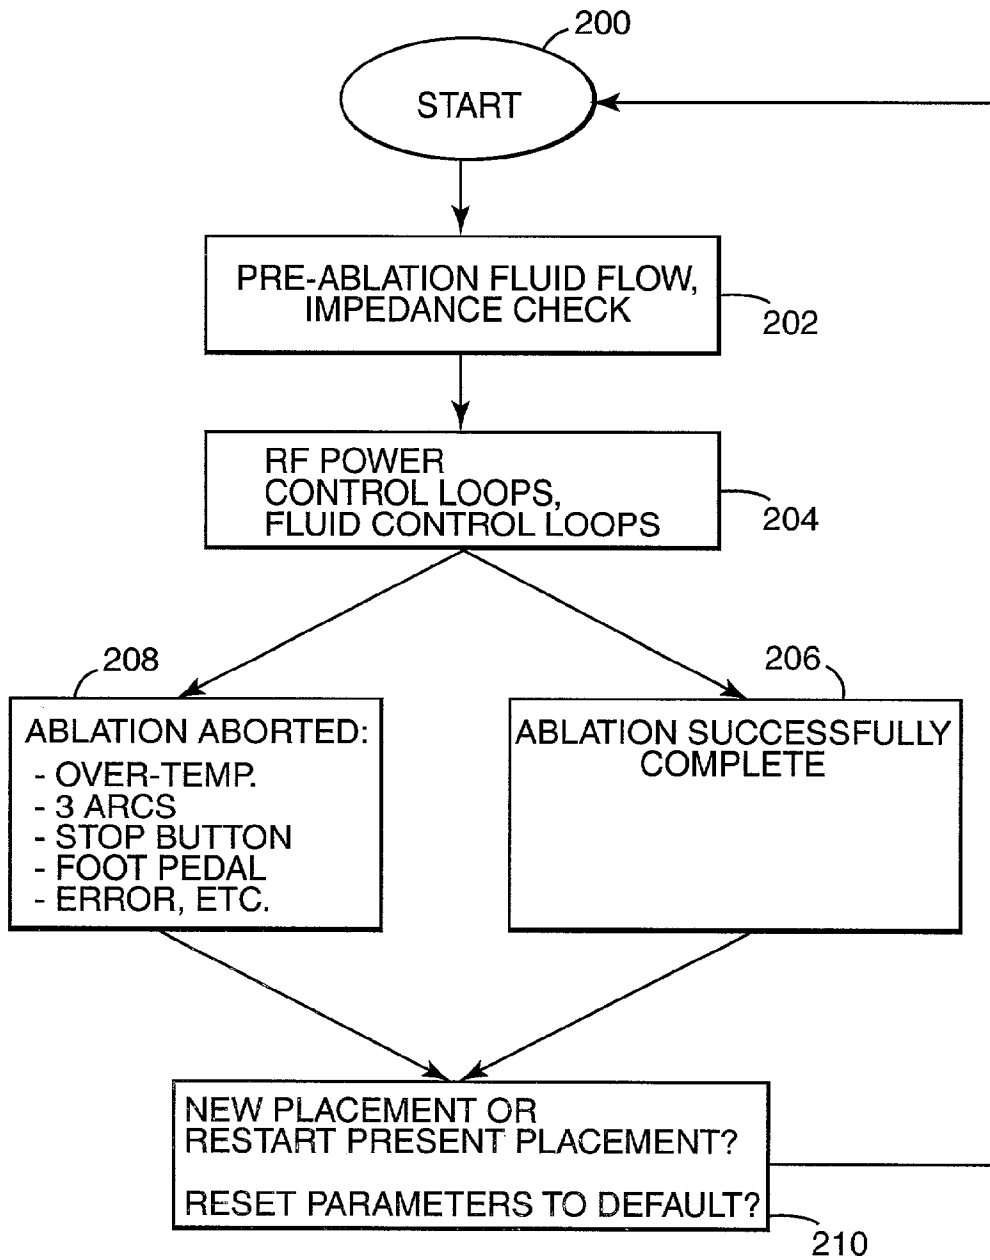 200
START
PRE-ABLATION FLUID FLOW,
IMPEDANCE CHECK
202
RF POWER
CONTROL LOOPS,
FLUID CONTROL LOOPS
204
208
ABLATION ABORTED:
- OVER-TEMP.
- 3 ARCS
- STOP BUTTON
- FOOT PEDAL
- ERROR, ETC.
206
ABLATION SUCCESSFULLY
COMPLETE
NEW PLACEMENT OR
RESTART PRESENT PLACEMENT?
RESET PARAMETERS TO DEFAULT?
210